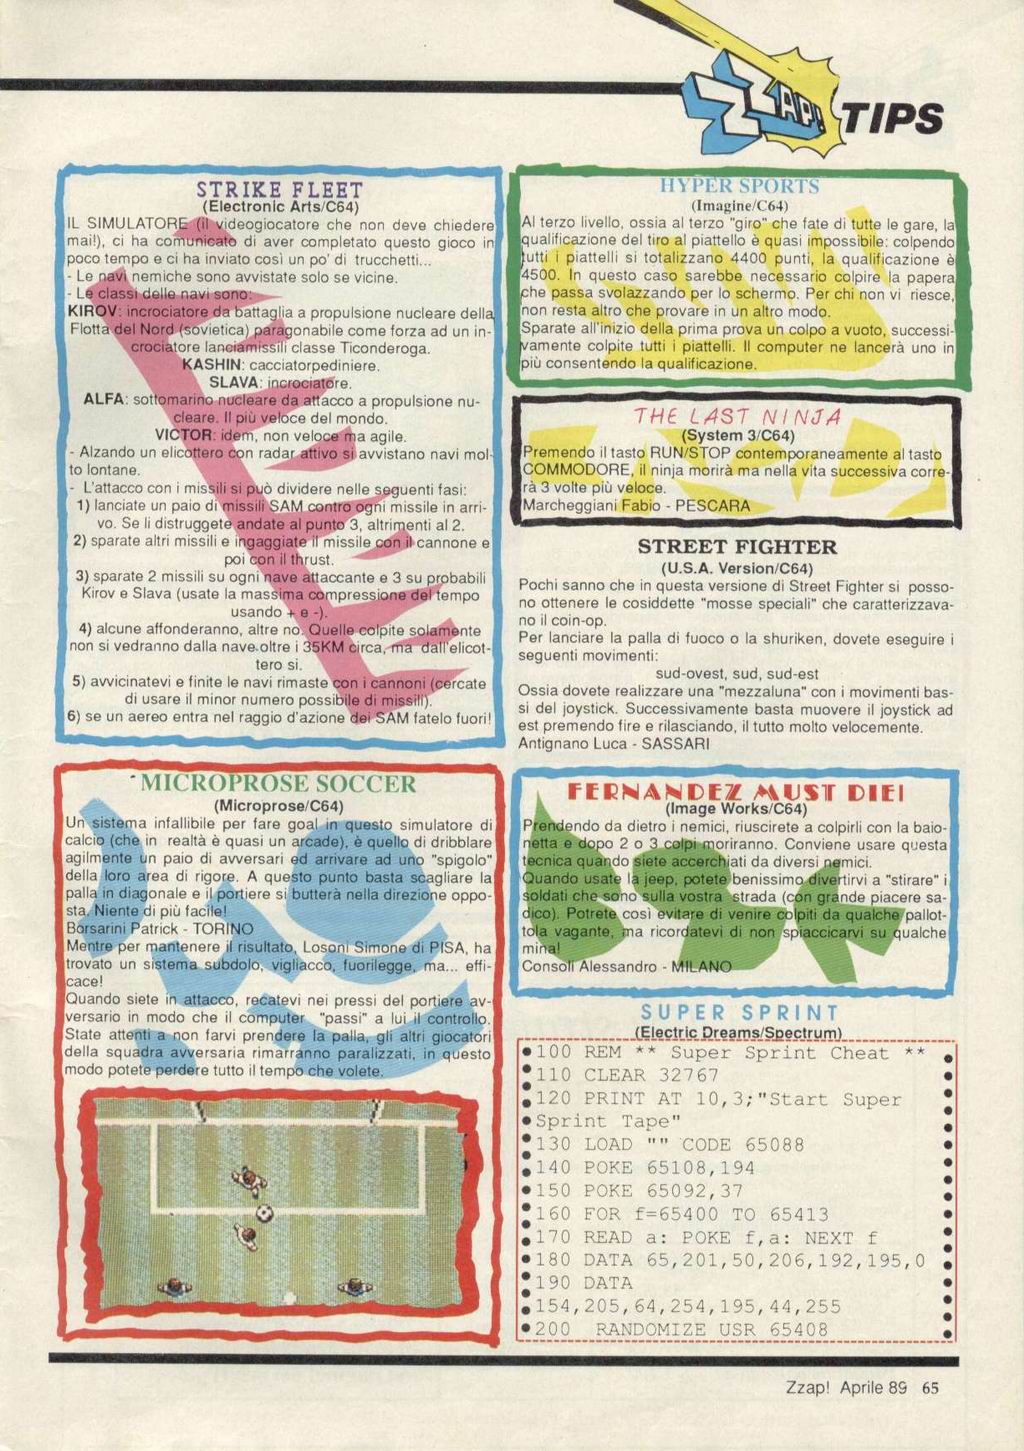 ZZAP! TIPS
STRIKE FLEET
(Electronic Arts/C64)
IL SIMULATORE (il videogiocatore che non deve chiedere
mai!), ci ha comunicato di aver completato questo gioco in
poco tempo e ci ha inviato così un po' di trucchetti...
- Le navi nemiche sono avvistate solo se vicine.
- Le classi delle navi sono:
KIROV: incrociatore da battaglia a propulsione nucleare della
Flotta del Nord (sovietica) paragonabile come forza ad un in-
crociatore lanciamissili classe Ticonderoga.
KASHIN: cacciatorpediniere.
SLAVA: incrociatore.
ALFA: sottomarino nucleare da attacco a propulsione nu-
cleare. Il più veloce del mondo.
VICTOR: idem, non veloce ma agile.
- Alzando un elicottero con radar attivo si avvistano navi mol-
to lontane.
- L'attacco con i missili si può dividere nelle seguenti fasi:
1) lanciate un paio di missili SAM contro ogni missile in arri-
vo. Se li distruggete andate al punto 3, altrimenti al 2.
2) sparate altri missili e ingaggiate il missile con il cannone e
poi con il thrust.
3) sparate 2 missili su ogni nave attaccante e 3 su probabili
Kirov e Slava (usate la massima compressione del tempo
usando + e -).
4) alcune affonderanno, altre no. Quelle colpite solamente
non si vedranno dalla nave oltre i 35KM circa, ma dall'elicot-
tero si.
5) avvicinatevi e finite le navi rimaste con i cannoni (cercate
di usare il minor numero possibile di missili).
6) se un aereo entra nel raggio d'azione dei SAM fatelo fuori!
MICROPROSE SOCCER
(Microprose/C64)
Un sistema infallibile per fare goal in questo simulatore di
calcio (che in realtà è quasi un arcade), è quello di dribblare
agilmente un paio di avversari ed arrivare ad uno "spigolo"
della loro area di rigore. A questo punto basta scagliare la
palla in diagonale e il portiere si butterà nella direzione oppo-
sta. Niente di più facile!
Borsarini Patrick - TORINO
Mentre per mantenere il risultato, Losoni Simone di PISA, ha
trovato un sistema subdolo, vigliacco, fuorilegge, ma... effi-
cace!
Quando siete in attacco, recatevi nei pressi del portiere av-
versario in modo che il computer "passi" a lui il controllo.
State attenti a non farvi prendere la palla, gli altri giocatori
della squadra avversaria rimarranno paralizzati, in questo
modo potete perdere tutto il tempo che volete.
HYPER SPORTS
(Imagine/C64)
Al terzo livello, ossia al terzo "giro" che fate di tutte le gare, la
qualificazione del tiro al piattello è quasi impossibile: colpendo
tutti i piattelli si totalizzano 4400 punti, la qualificazione è
4500. In questo caso sarebbe necessario colpire la papera
che passa svolazzando per lo schermo. Per chi non vi riesce,
non resta altro che provare in un altro modo.
Sparate all'inizio della prima prova un colpo a vuoto, successi-
vamente colpite tutti i piattelli. Il computer ne lancerà uno in
più consentendo la qualificazione.
THE LAST NINJA
(System 3/C64)
Premendo il tasto RUN/STOP contemporaneamente al tasto
COMMODORE, il ninja morirà ma nella vita successiva corre-
rà 3 volte più veloce.
Marcheggiani Fabio - PESCARA
STREET FIGHTER
(U.S.A. Version/C64)
Pochi sanno che in questa versione di Street Fighter si posso-
no ottenere le cosiddette "mosse speciali" che caratterizzava-
no il coin-op.
Per lanciare la palla di fuoco o la shuriken, dovete eseguire i
seguenti movimenti:
sud-ovest, sud, sud-est
Ossia dovete realizzare una "mezzaluna" con i movimenti bas-
si del joystick. Successivamente basta muovere il joystick ad
est premendo fire e rilasciando, il tutto molto velocemente.
Antignano Luca - SASSARI
FERNANDEZ MUST DIE!
(Image Works/C64)
Prendendo da dietro i nemici, riuscirete a colpirli con la baio-
netta e dopo 2 o 3 colpi moriranno. Conviene usare questa
tecnica quando siete accerchiati da diversi nemici.
Quando usate la jeep, potete benissimo divertirvi a "stirare" i
soldati che sono sulla vostra strada (con grande piacere sa-
dico). Potrete così evitare di venire colpiti da qualche pallot-
tola vagante, ma ricordatevi di non spiaccicarvi su qualche
mina!
Consoli Alessandro - MILANO
SUPER SPRINT
(Electric Dreams/Spectrum)
100 REM ** Super Sprint Cheat **
110 CLEAR 32767
120 PRINT AT 10,3;"Start Super
Sprint Tape"
130 LOAD "" CODE 65088
140 POKE 65108,194
150 POKE 65092,37
160 FOR f=65400 TO 65413
170 READ a: POKE f,a: NEXT f
180 DATA 65,201,50,206,192,195,0
190 DATA
154,205,64,254,195,44,255
200 RANDOMIZE USR 65408
Zzap! Aprile 89 65